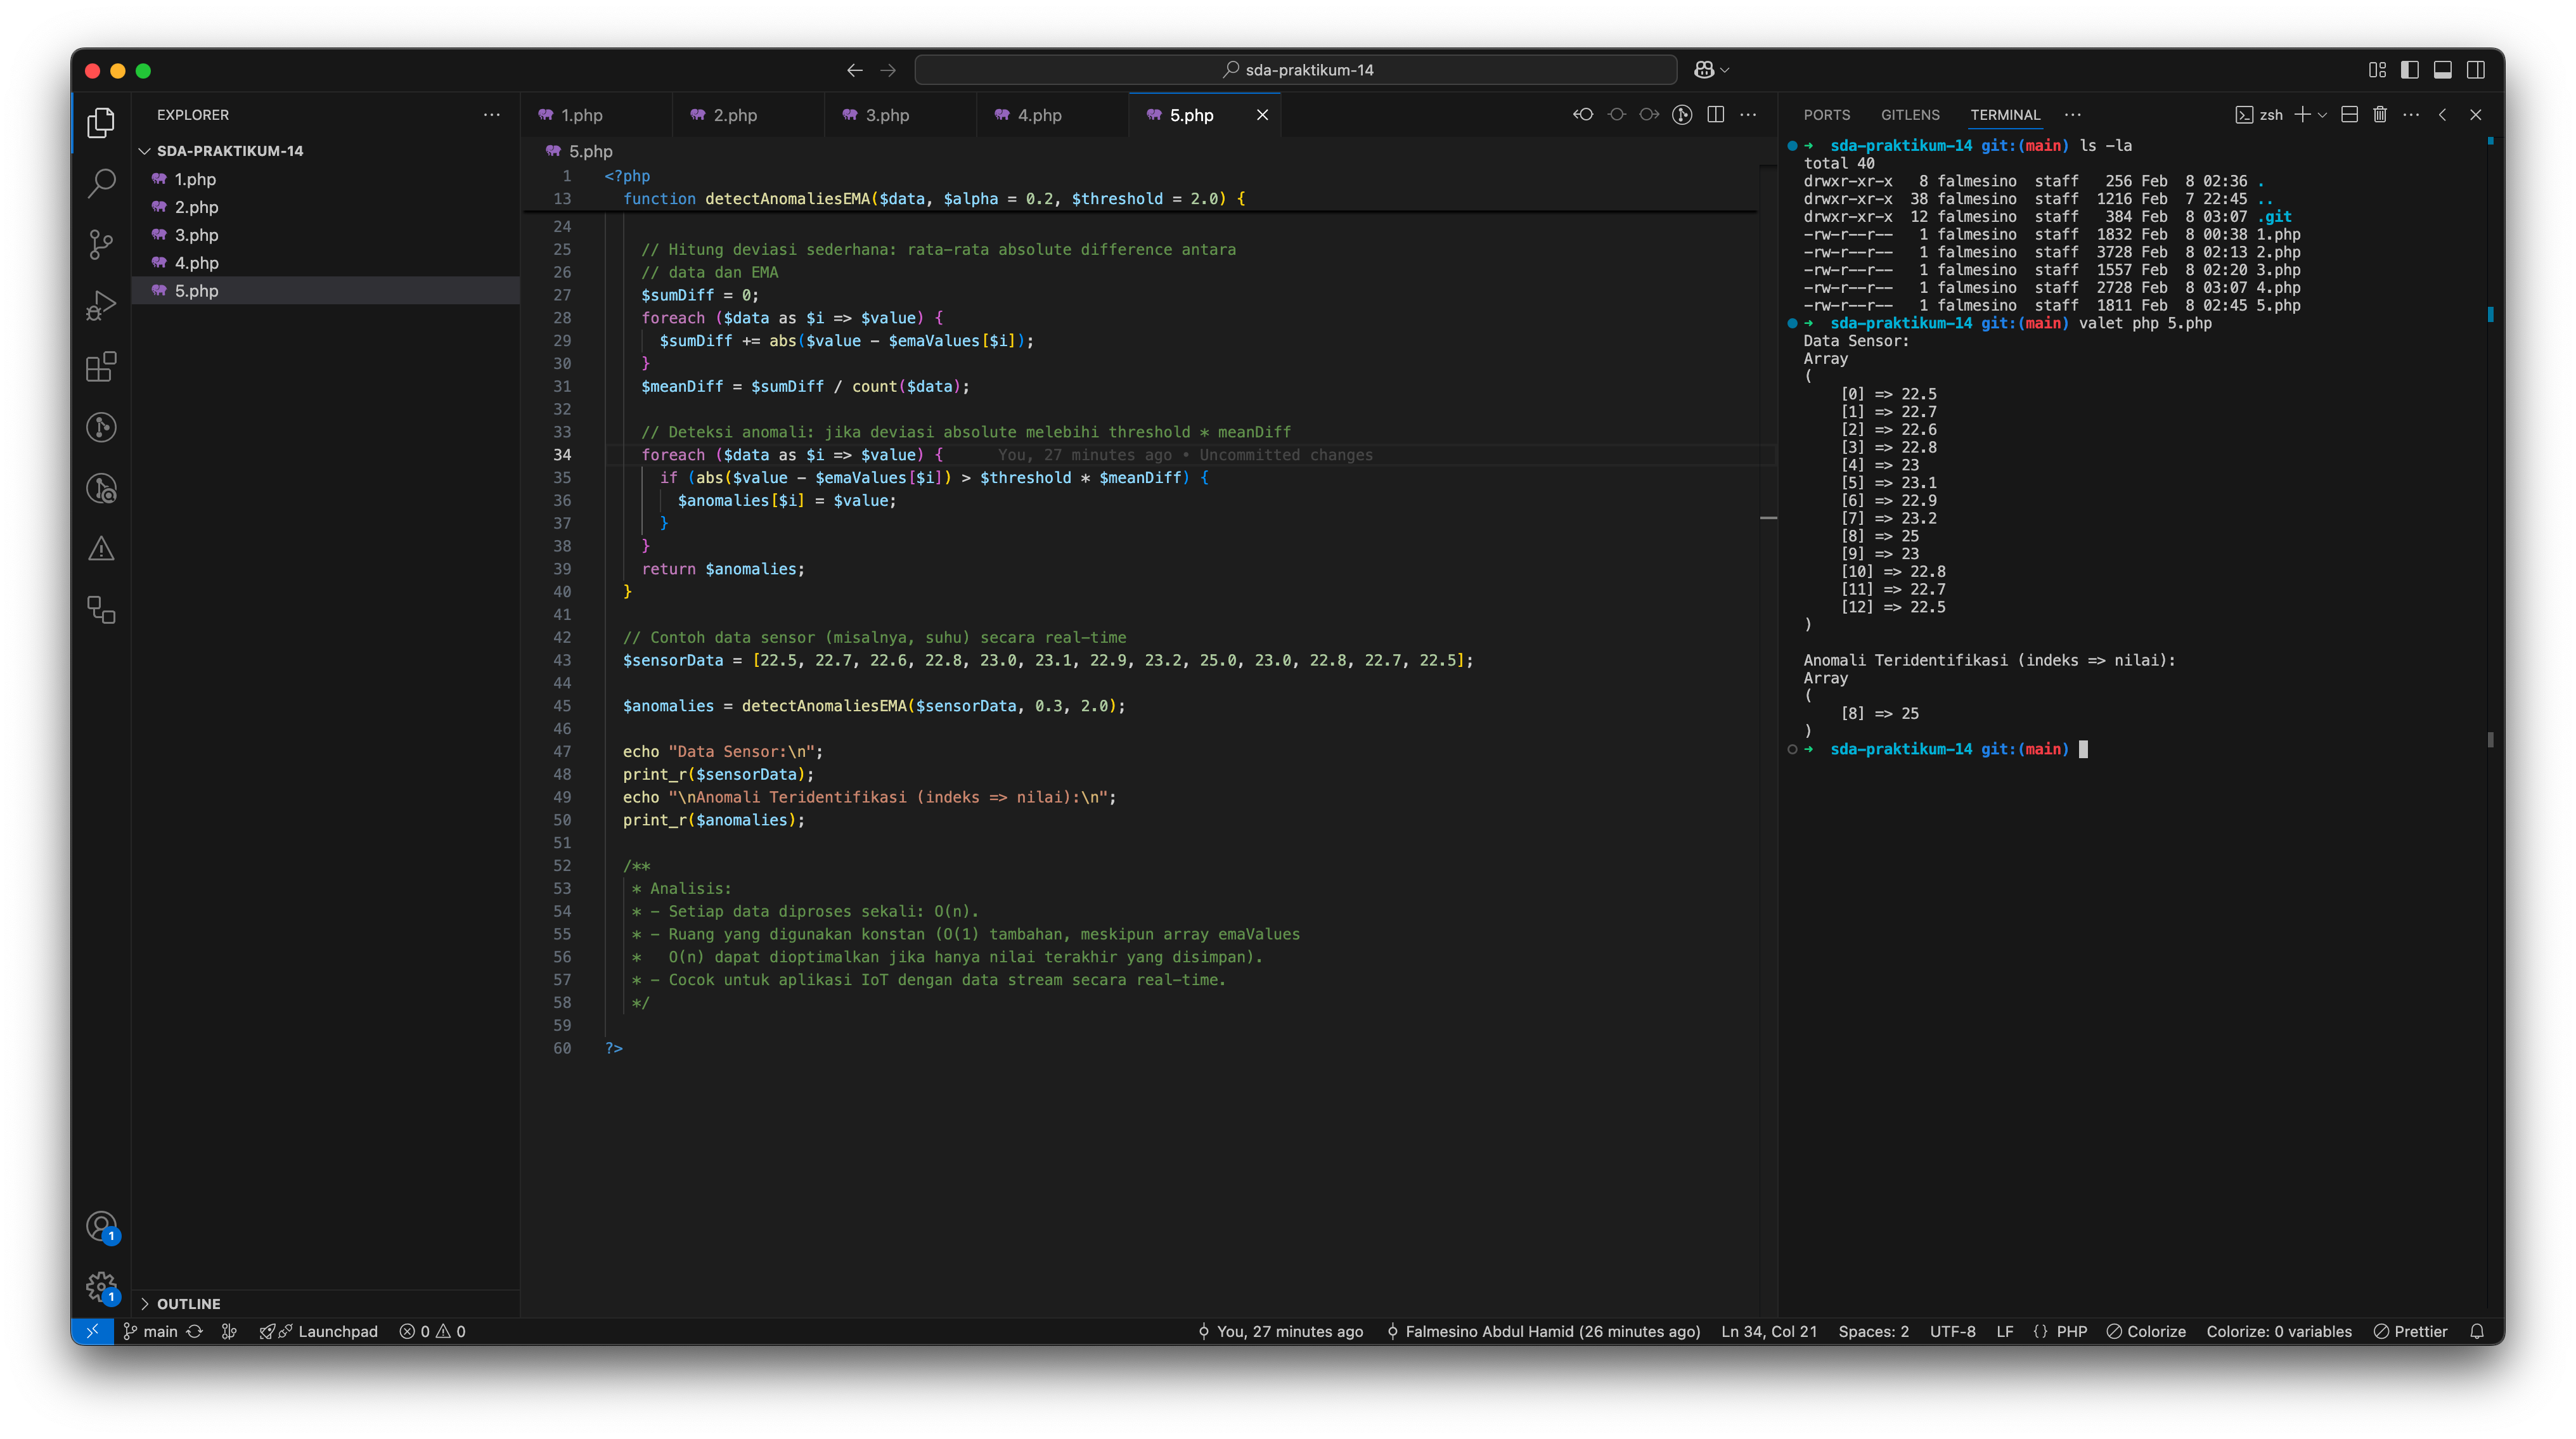 sda-praktikum-14
EXPLORER
SDA-PRAKTIKUM-14
1.php
2.php
3.php
4.php
5.php
OUTLINE
1.php
2.php
3.php
4.php
5.php
5.php
1 <?php
13 function detectAnomaliesEMA($data, $alpha = 0.2, $threshold = 2.0) {
24
25 // Hitung deviasi sederhana: rata-rata absolute difference antara
26 // data dan EMA
27 $sumDiff = 0;
28 foreach ($data as $i => $value) {
29 $sumDiff += abs($value - $emaValues[$i]);
30 }
31 $meanDiff = $sumDiff / count($data);
32
33 // Deteksi anomali: jika deviasi absolute melebihi threshold * meanDiff
34 foreach ($data as $i => $value) { You, 27 minutes ago • Uncommitted changes
35 if (abs($value - $emaValues[$i]) > $threshold * $meanDiff) {
36 $anomalies[$i] = $value;
37 }
38 }
39 return $anomalies;
40 }
41
42 // Contoh data sensor (misalnya, suhu) secara real-time
43 $sensorData = [22.5, 22.7, 22.6, 22.8, 23.0, 23.1, 22.9, 23.2, 25.0, 23.0, 22.8, 22.7, 22.5];
44
45 $anomalies = detectAnomaliesEMA($sensorData, 0.3, 2.0);
46
47 echo "Data Sensor:\n";
48 print_r($sensorData);
49 echo "\nAnomali Teridentifikasi (indeks => nilai):\n";
50 print_r($anomalies);
51
52 /**
53 * Analisis:
54 * - Setiap data diproses sekali: O(n).
55 * - Ruang yang digunakan konstan (O(1) tambahan, meskipun array emaValues
56 * O(n) dapat dioptimalkan jika hanya nilai terakhir yang disimpan).
57 * - Cocok untuk aplikasi IoT dengan data stream secara real-time.
58 */
59
60 ?>
PORTS GITLENS TERMINAL zsh
sda-praktikum-14 git:(main) ls -la
total 40
drwxr-xr-x 8 falmesino staff 256 Feb 8 02:36 .
drwxr-xr-x 38 falmesino staff 1216 Feb 7 22:45 ..
drwxr-xr-x 12 falmesino staff 384 Feb 8 03:07 .git
-rw-r--r-- 1 falmesino staff 1832 Feb 8 00:38 1.php
-rw-r--r-- 1 falmesino staff 3728 Feb 8 02:13 2.php
-rw-r--r-- 1 falmesino staff 1557 Feb 8 02:20 3.php
-rw-r--r-- 1 falmesino staff 2728 Feb 8 03:07 4.php
-rw-r--r-- 1 falmesino staff 1811 Feb 8 02:45 5.php
sda-praktikum-14 git:(main) valet php 5.php
Data Sensor:
Array
(
[0] => 22.5
[1] => 22.7
[2] => 22.6
[3] => 22.8
[4] => 23
[5] => 23.1
[6] => 22.9
[7] => 23.2
[8] => 25
[9] => 23
[10] => 22.8
[11] => 22.7
[12] => 22.5
)
Anomali Teridentifikasi (indeks => nilai):
Array
(
[8] => 25
)
sda-praktikum-14 git:(main)
1
1
main Launchpad 0 0 You, 27 minutes ago Falmesino Abdul Hamid (26 minutes ago) Ln 34, Col 21 Spaces: 2 UTF-8 LF {} PHP Colorize Colorize: 0 variables Prettier